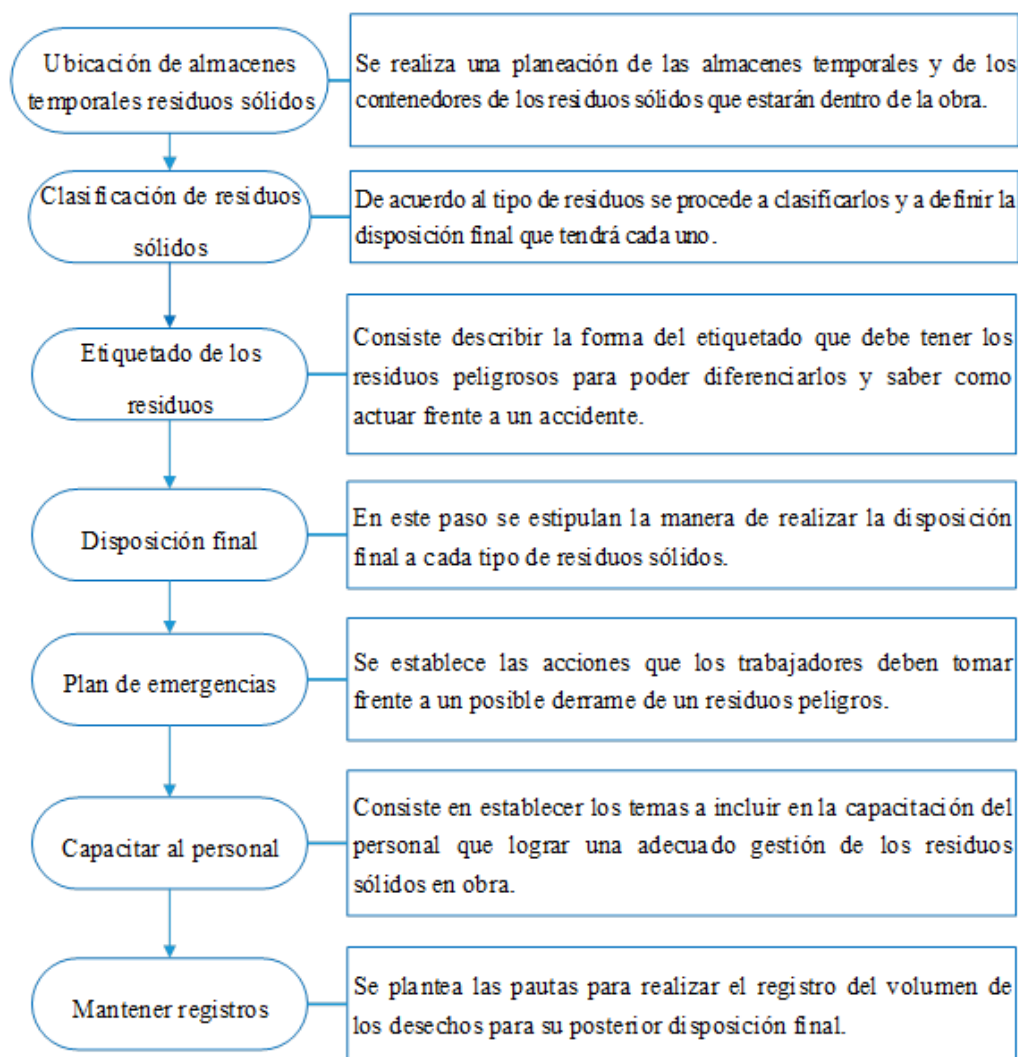 Ubicación de almacenes
temporales residuos sólidos
Se realiza una planeación de las almacenes temporales y de los
contenedores de los residuos sólidos que estarán dentro de la obra.
Clasificación de residuos
sólidos
De acuerdo al tipo de residuos se procede a clasificarlos y a definir la
disposición final que tendrá cada uno.
Etiquetado de los
residuos
Consiste describir la forma del etiquetado que debe tener los
residuos peligrosos para poder diferenciarlos y saber como
actuar frente a un accidente.
Disposición final
En este paso se estipulan la manera de realizar la disposición
final a cada tipo de residuos sólidos.
Plan de emergencias
Se establece las acciones que los trabajadores deben tomar
frente a un posible derrame de un residuos peligros.
Capacitar al personal
Consiste en establecer los temas a incluir en la capacitación del
personal que lograr una adecuado gestión de los residuos
sólidos en obra.
Mantener registros
Se plantea las pautas para realizar el registro del volumen de
los desechos para su posterior disposición final.